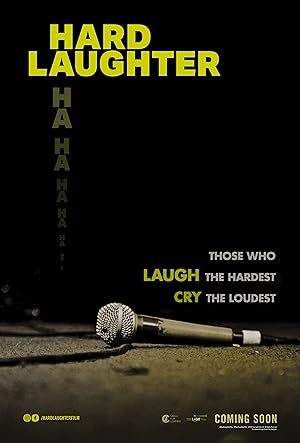 HARD
LAUGHTER
HA
HA
HA
HA
HA
THOSE WHO
LAUGH THE HARDEST
CRY THE LOUDEST
/HARDLAUGHTERFILM
COMING SOON